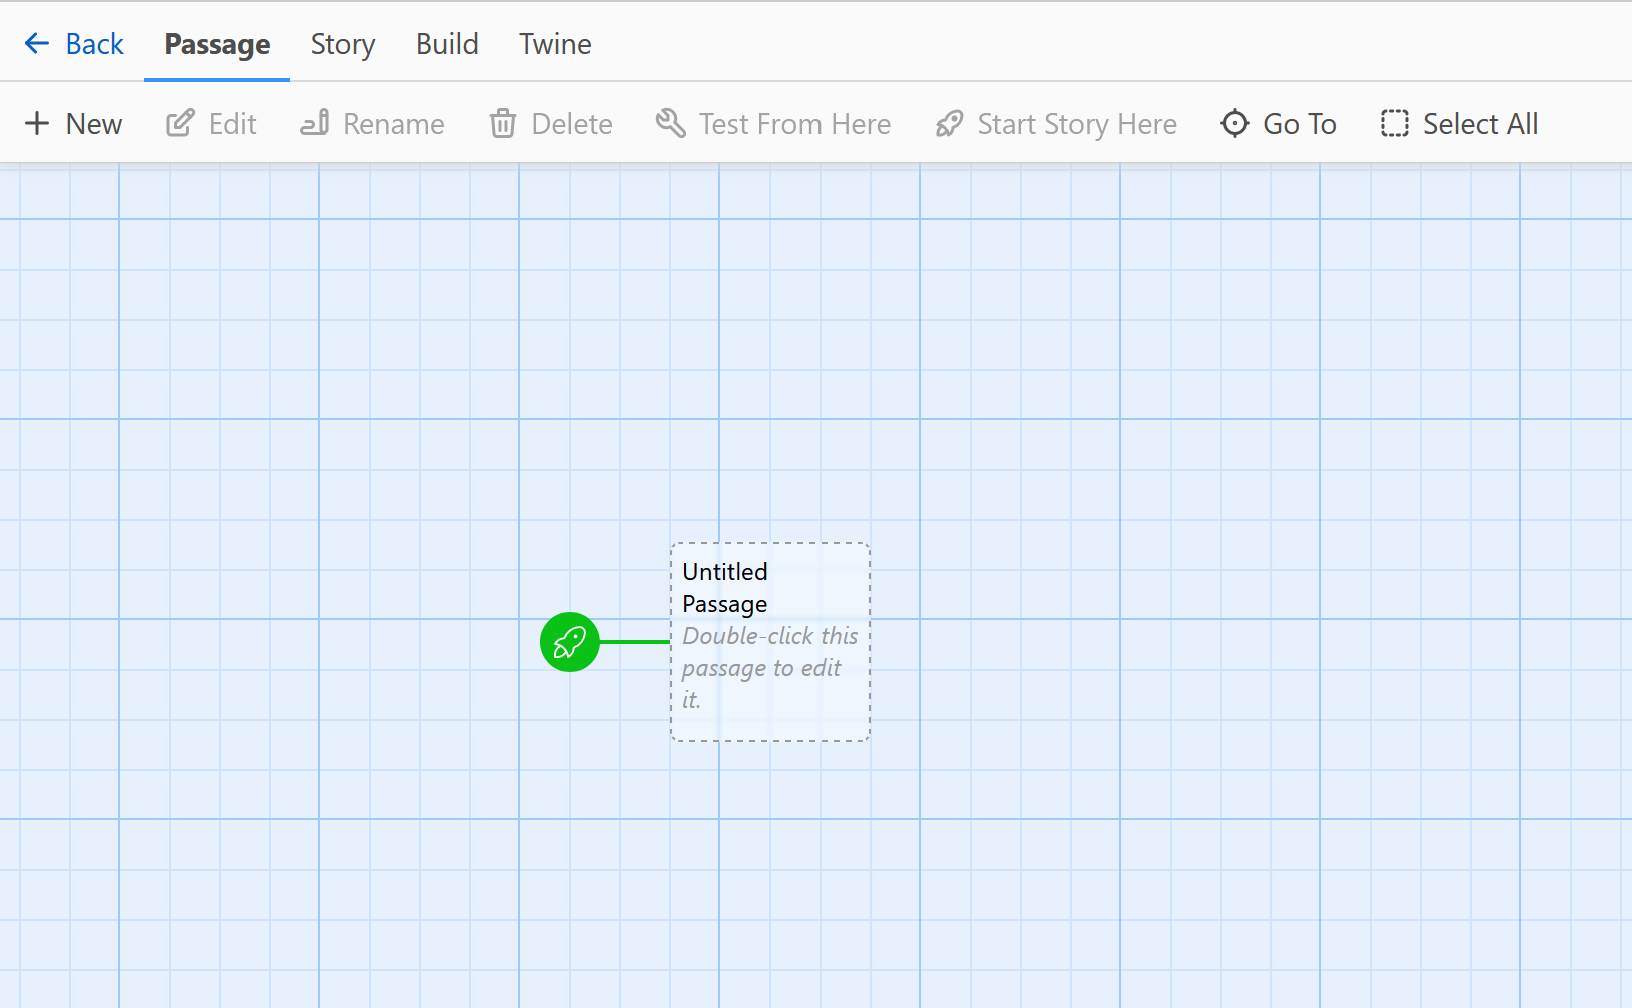 Back Passage Story Build Twine
New Edit Rename Delete Test From Here Start Story Here Go To Select All
Untitled
Passage
Double-click this
passage to edit
it.